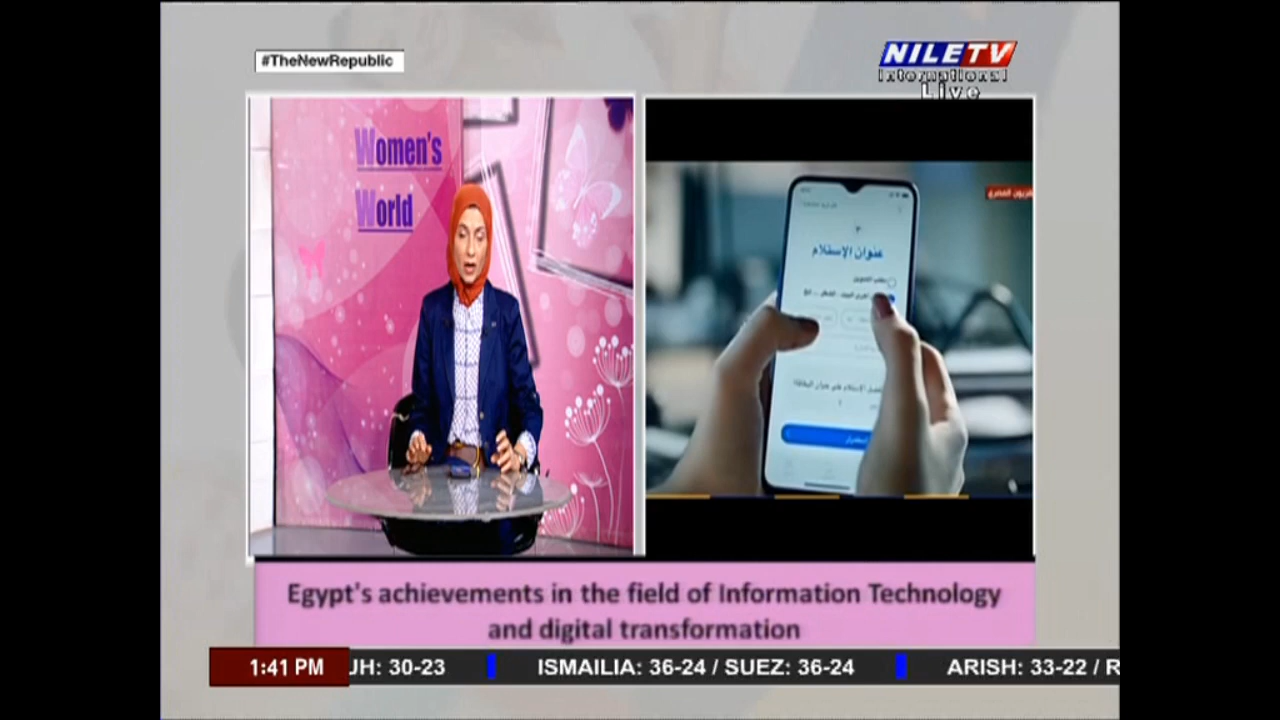 #TheNewRepublic
NILETV
International
Live
Women's
World
عنوان الإستلام
Egypt's achievements in the field of Information Technology
and digital transformation
1:41 PM
JH: 30-23
ISMAILIA: 36-24 / SUEZ: 36-24
ARISH: 33-22 / R